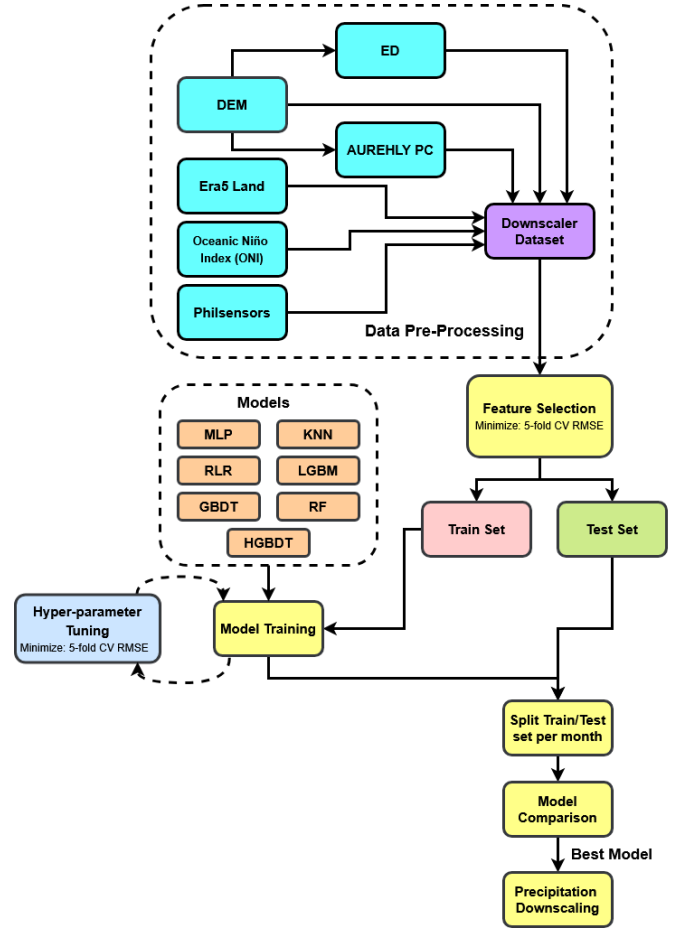 ED
DEM
AUREHLY PC
Era5 Land
Oceanic Niño
Index (ONI)
Philsensors
Downscaler
Dataset
Data Pre-Processing
Feature Selection
Minimize: 5-fold CV RMSE
Models
MLP
KNN
RLR
LGBM
GBDT
RF
HGBDT
Train Set
Test Set
Hyper-parameter
Tuning
Minimize: 5-fold CV RMSE
Model Training
Split Train/Test
set per month
Model
Comparison
Best Model
Precipitation
Downscaling